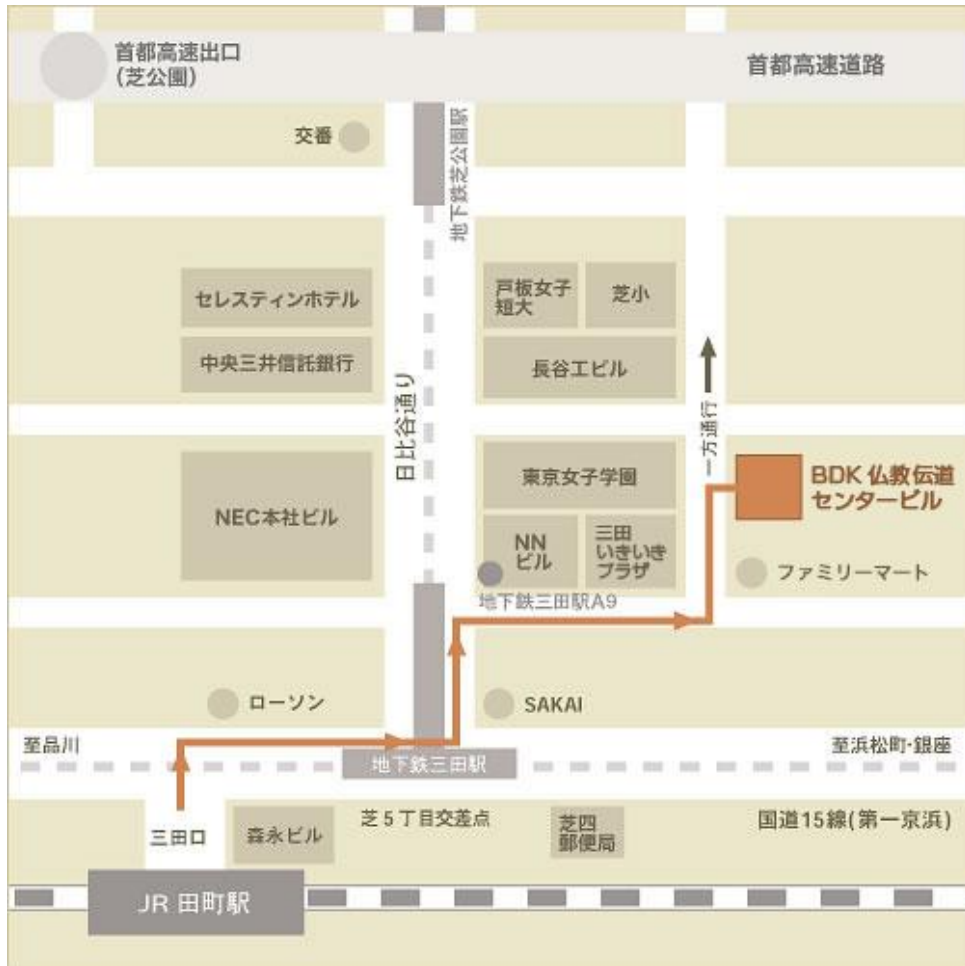 首都高速出口
(芝公園)
首都高速道路
交番
地下鉄芝公園駅
セレスティンホテル
戸板女子
短大
芝小
中央三井信託銀行
長谷工ビル
日比谷通り
一方通行
NEC本社ビル
東京女子学園
BDK 仏教伝道
センタービル
NN
ビル
三田
いきいき
プラザ
ファミリーマート
地下鉄三田駅A9
ローソン
SAKAI
至品川
至浜松町・銀座
地下鉄三田駅
三田口
森永ビル
芝5丁目交差点
芝四
郵便局
国道15線(第一京浜)
JR 田町駅